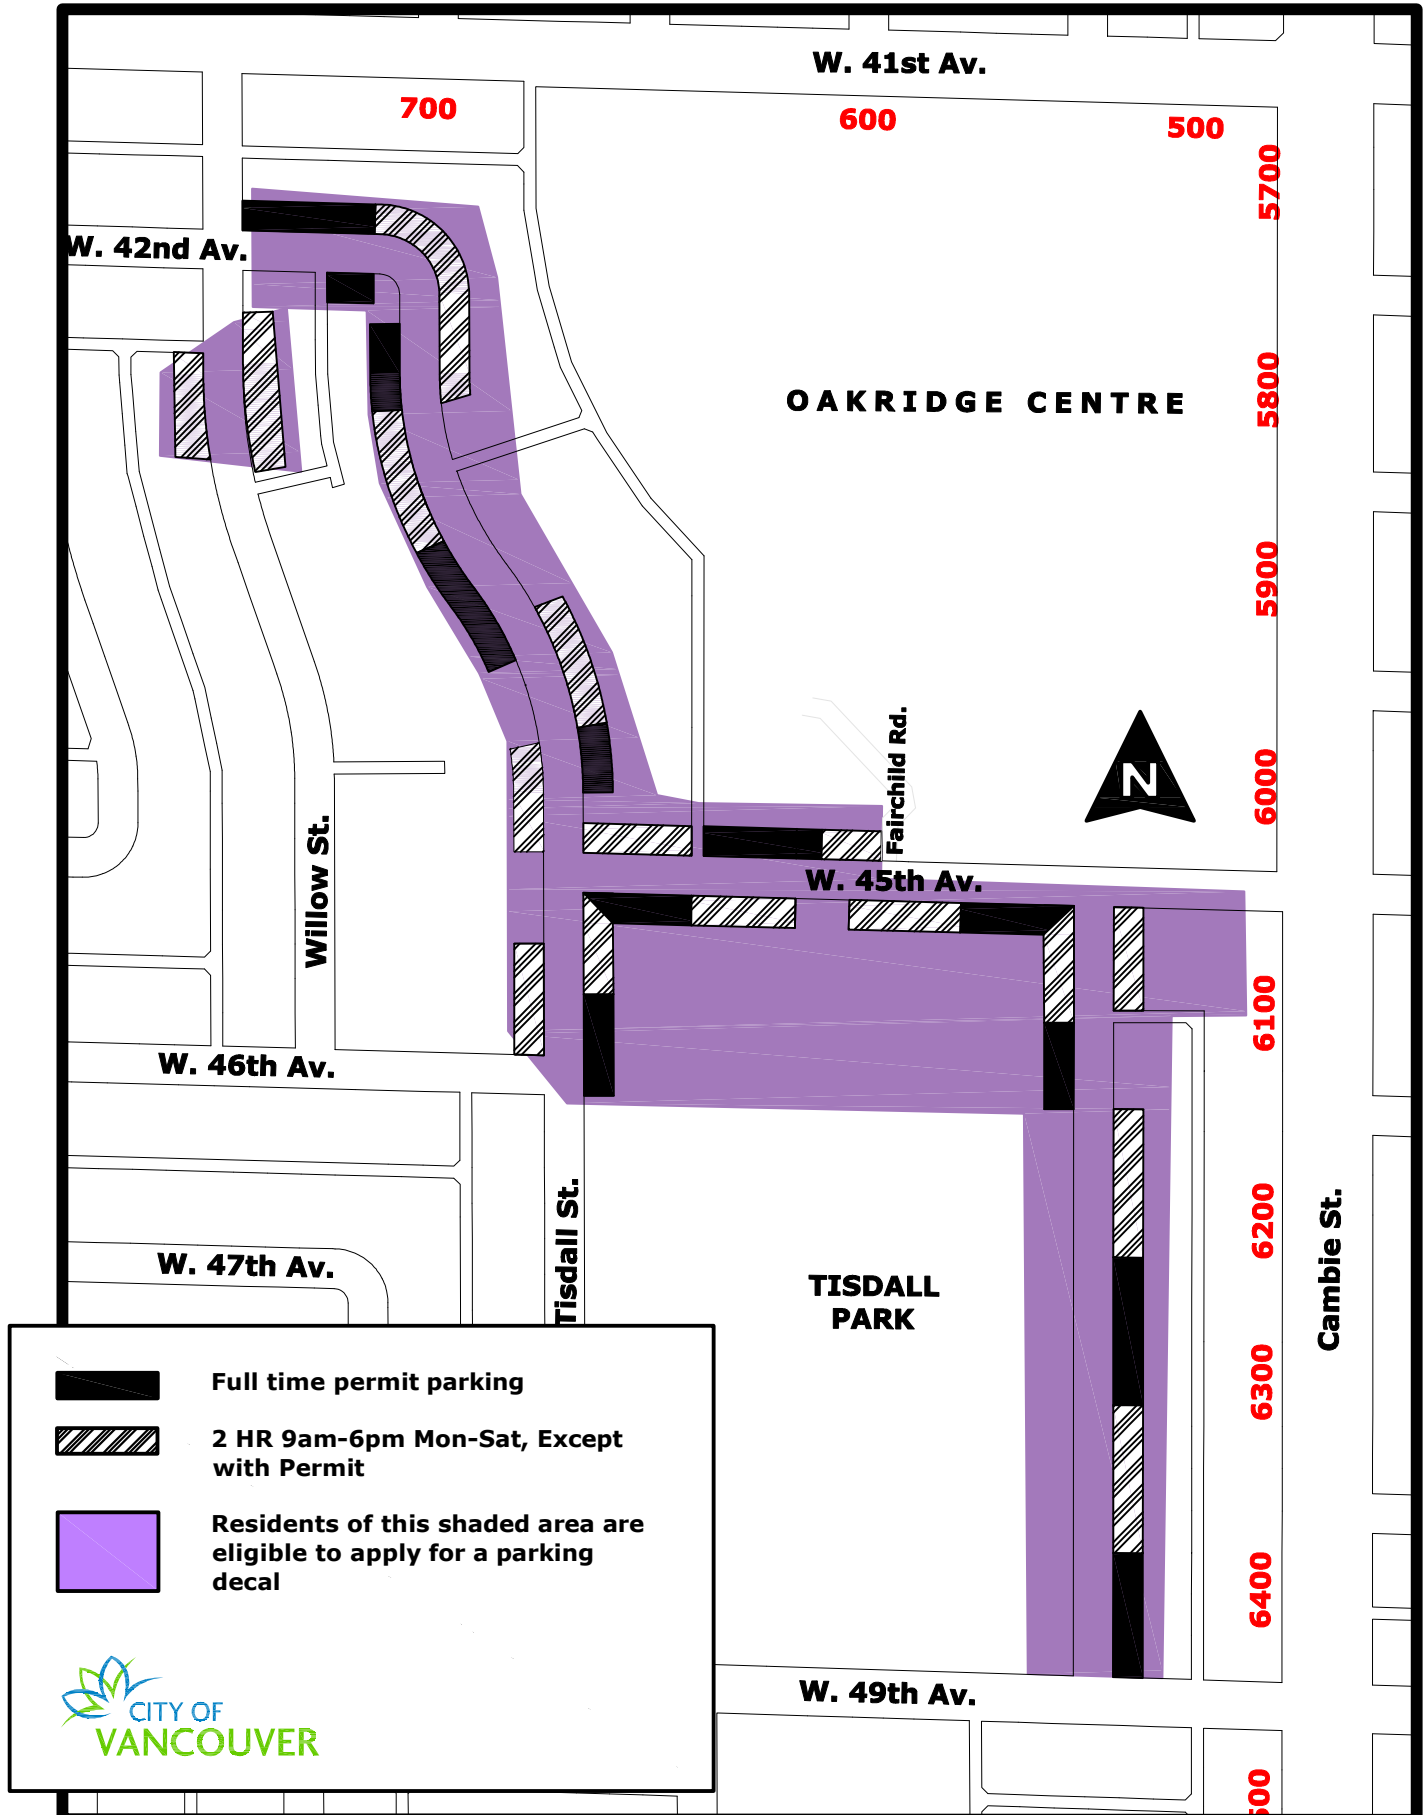 W. 41st Av.
700
600
500
5700
W. 42nd Av.
OAKRIDGE CENTRE
5800
5900
Fairchild Rd.
N
6000
Willow St.
W. 45th Av.
6100
W. 46th Av.
Tisdall St.
6200
Cambie St.
W. 47th Av.
TISDALL
PARK
6300
Full time permit parking
2 HR 9am-6pm Mon-Sat, Except
with Permit
Residents of this shaded area are
eligible to apply for a parking
decal
6400
W. 49th Av.
CITY OF
VANCOUVER